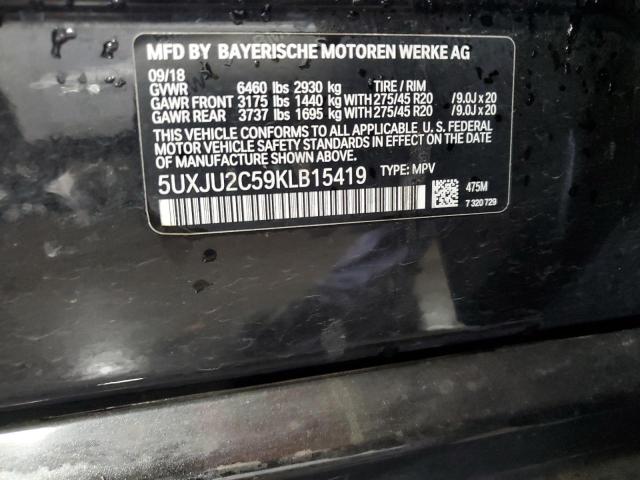 MFD BY BAYERISCHE MOTOREN WERKE AG
09/18
GVWR 6460 lbs 2930 kg TIRE / RIM
GAWR FRONT 3175 lbs 1440 kg WITH 275/45 R20 / 9.0J x 20
GAWR REAR 3737 lbs 1695 kg WITH 275/45 R20 / 9.0J x 20
THIS VEHICLE CONFORMS TO ALL APPLICABLE U.S. FEDERAL
MOTOR VEHICLE SAFETY STANDARDS IN EFFECT ON THE DATE
OF MANUFACTURE SHOWN ABOVE.
5UXJU2C59KLB15419 TYPE: MPV
475M
7 320 729